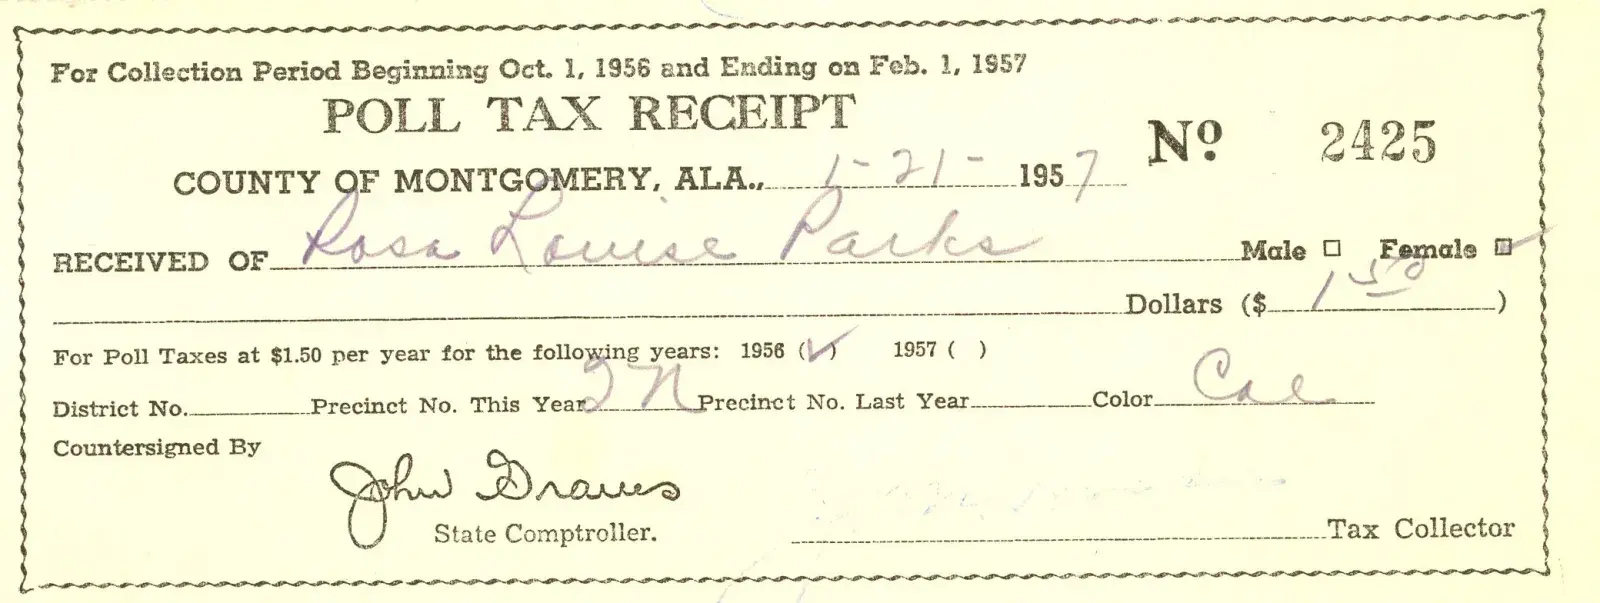 For Collection Period Beginning Oct. 1, 1956 and Ending on Feb. 1, 1957
POLL TAX RECEIPT
Nº 2425
COUNTY OF MONTGOMERY, ALA., 1-21- 1957
RECEIVED OF Rosa Louise Parks Male ☐ Female ☑
Dollars ($ 1 50 )
For Poll Taxes at $1.50 per year for the following years: 1956 (✓) 1957 ( )
District No. Precinct No. This Year 2 N Precinct No. Last Year Color Col
Countersigned By
John Graves
State Comptroller.
Tax Collector